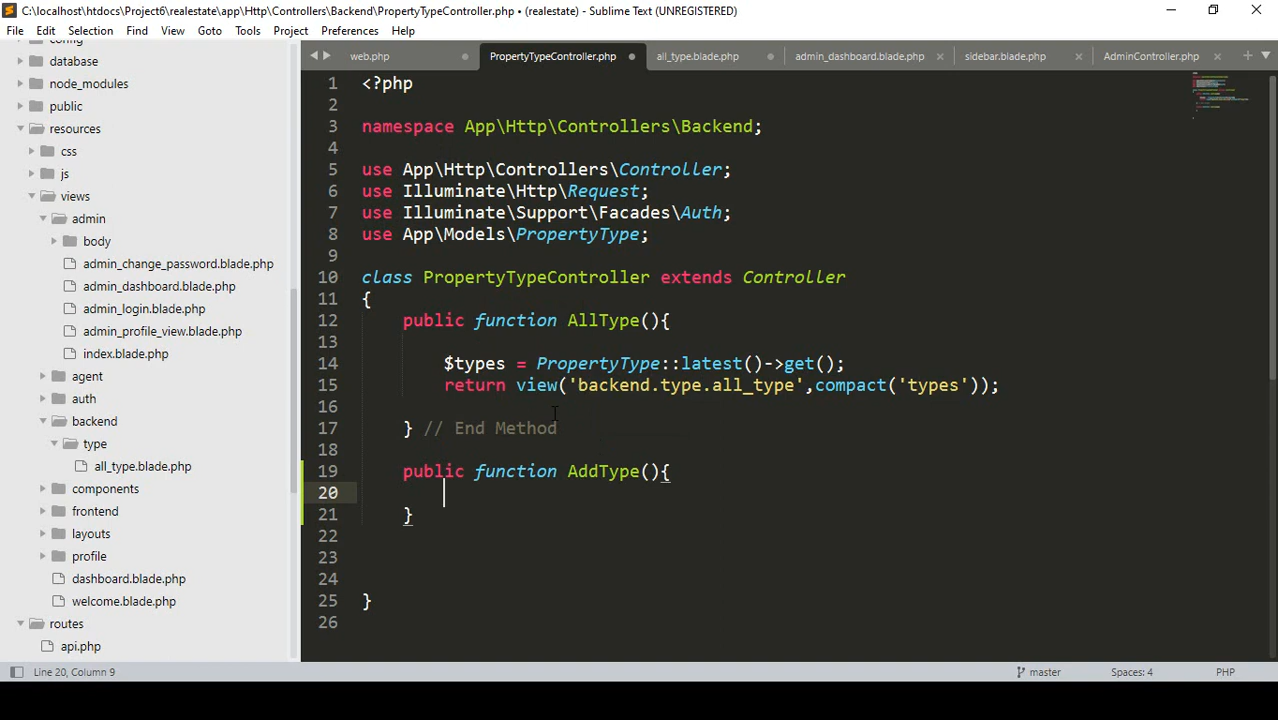 C:\localhost\htdocs\Project6\realestate\app\Http\Controllers\Backend\PropertyTypeController.php • (realestate) - Sublime Text (UNREGISTERED)
File Edit Selection Find View Goto Tools Project Preferences Help
config
database
node_modules
public
resources
css
js
views
admin
body
admin_change_password.blade.php
admin_dashboard.blade.php
admin_login.blade.php
admin_profile_view.blade.php
index.blade.php
agent
auth
backend
type
all_type.blade.php
components
frontend
layouts
profile
dashboard.blade.php
welcome.blade.php
routes
api.php
web.php PropertyTypeController.php all_type.blade.php admin_dashboard.blade.php sidebar.blade.php AdminController.php
1 <?php
2
3 namespace App\Http\Controllers\Backend;
4
5 use App\Http\Controllers\Controller;
6 use Illuminate\Http\Request;
7 use Illuminate\Support\Facades\Auth;
8 use App\Models\PropertyType;
9
10 class PropertyTypeController extends Controller
11 {
12 public function AllType(){
13
14 $types = PropertyType::latest()->get();
15 return view('backend.type.all_type',compact('types'));
16
17 } // End Method
18
19 public function AddType(){
20
21 }
22
23
24
25 }
26
Line 20, Column 9 master Spaces: 4 PHP